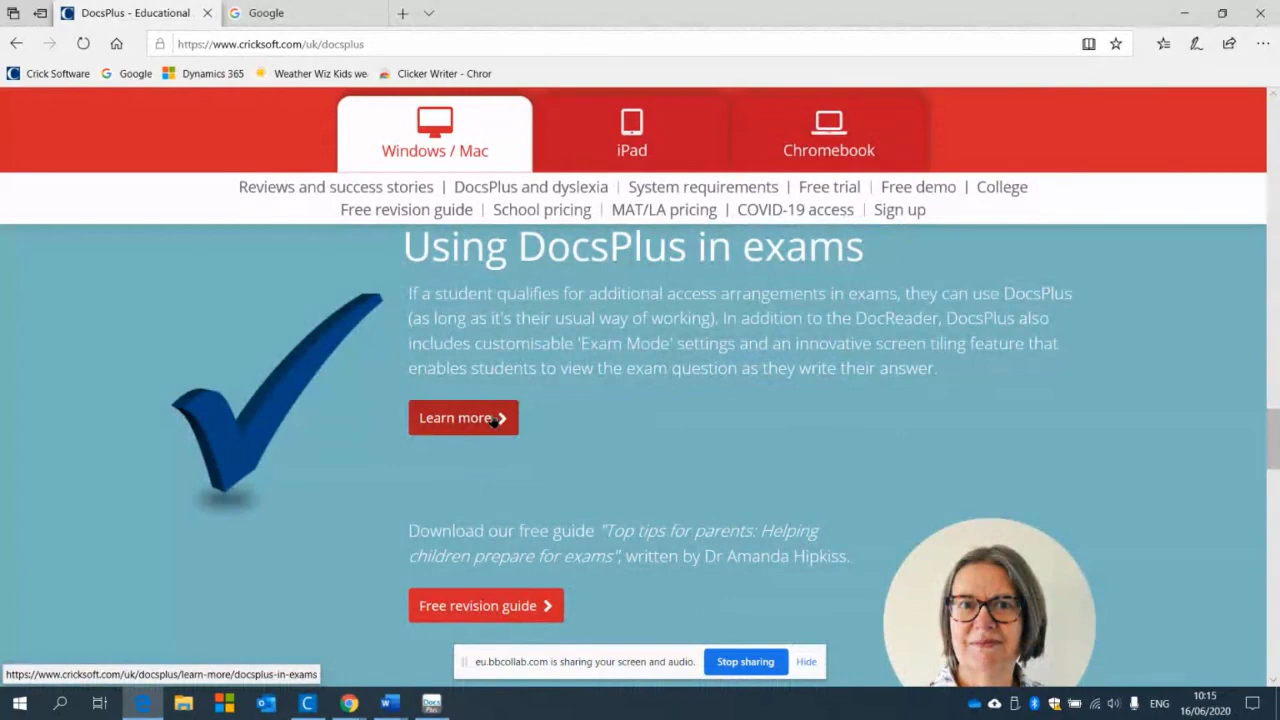 DocsPlus - Educational
Google
https://www.cricksoft.com/uk/docsplus
Crick Software
Google
Dynamics 365
Weather Wiz Kids we
Clicker Writer - Chror
Windows / Mac
iPad
Chromebook
Reviews and success stories | DocsPlus and dyslexia | System requirements | Free trial | Free demo | College
Free revision guide | School pricing | MAT/LA pricing | COVID-19 access | Sign up
Using DocsPlus in exams
If a student qualifies for additional access arrangements in exams, they can use DocsPlus
(as long as it's their usual way of working). In addition to the DocReader, DocsPlus also
includes customisable 'Exam Mode' settings and an innovative screen tiling feature that
enables students to view the exam question as they write their answer.
Learn more
Download our free guide "Top tips for parents: Helping
children prepare for exams", written by Dr Amanda Hipkiss.
Free revision guide
eu.bbcollab.com is sharing your screen and audio.
Stop sharing
Hide
https://www.cricksoft.com/uk/docsplus/learn-more/docsplus-in-exams
Docs
Plus
ENG
10:15
16/06/2020